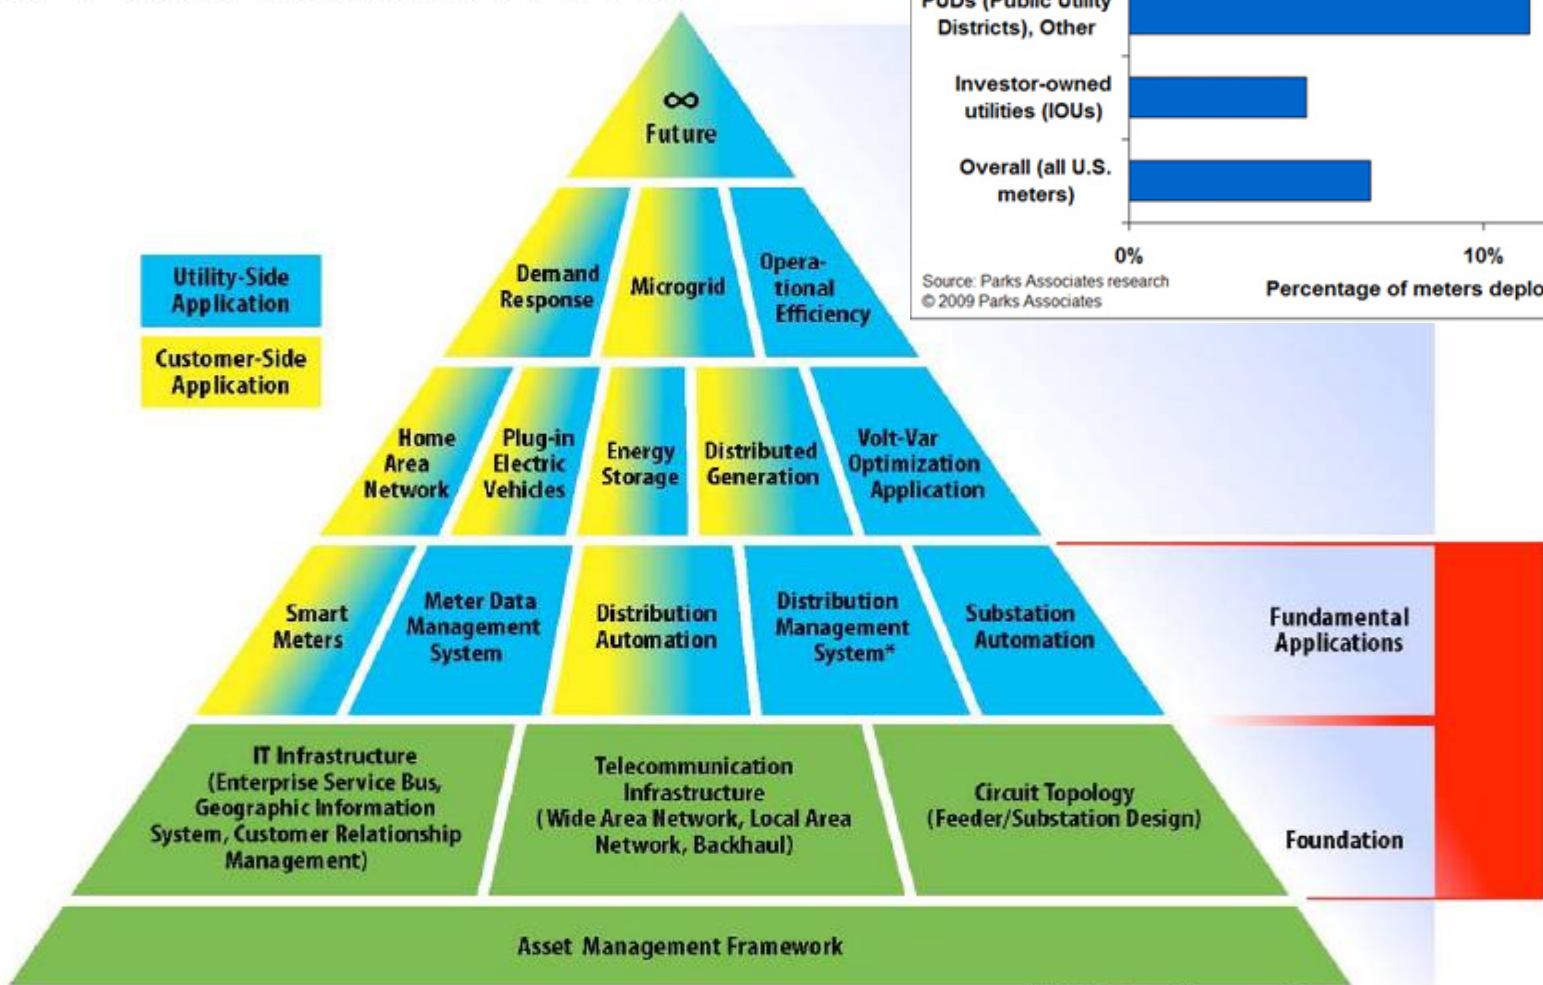 PUDs (Public Utility
Districts), Other
Investor-owned
utilities (IOUs)
Overall (all U.S.
meters)
0%
10%
Source: Parks Associates research
© 2009 Parks Associates
Percentage of meters
∞
Future
Utility-Side
Application
Customer-Side
Application
Demand
Response
Microgrid
Opera-
tional
Efficiency
Home
Area
Network
Plug-in
Electric
Vehicles
Energy
Storage
Distributed
Generation
Volt-Var
Optimization
Application
Smart
Meters
Meter Data
Management
System
Distribution
Automation
Distribution
Management
System*
Substation
Automation
Fundamental
Applications
IT Infrastructure
(Enterprise Service Bus,
Geographic Information
System, Customer Relationship
Management)
Telecommunication
Infrastructure
(Wide Area Network, Local Area
Network, Backhaul)
Circuit Topology
(Feeder/Substation Design)
Foundation
Asset Management Framework